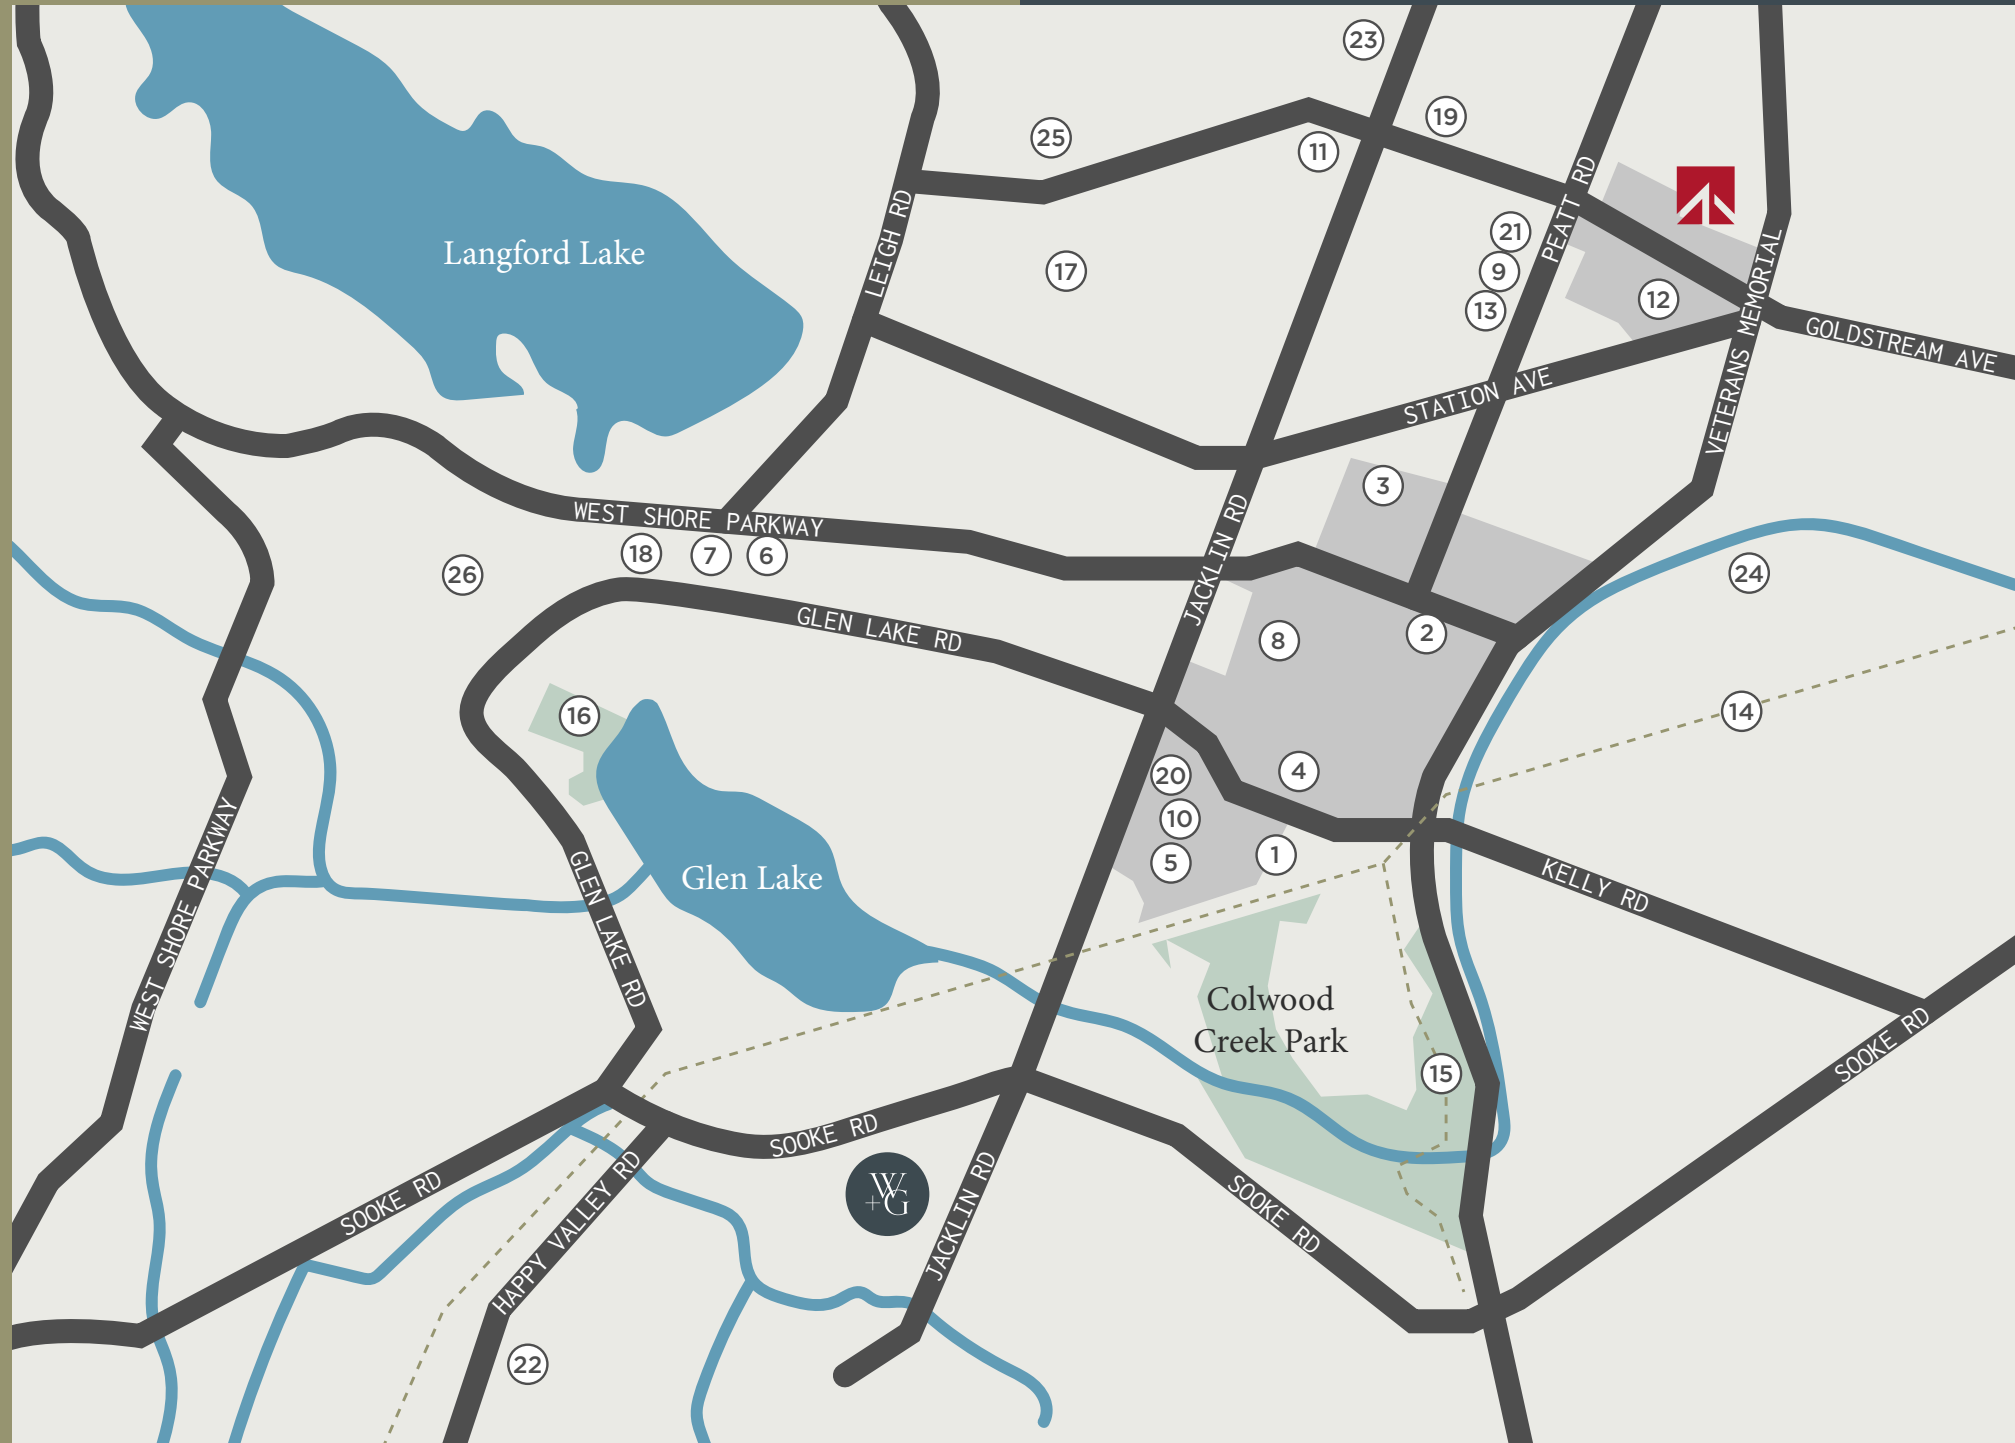 23
19
25
11
PEATT RD
LEIGH RD
21
Langford Lake
17
9
12
13
VETERANS MEMORIAL
GOLDSTREAM AVE
STATION AVE
3
WEST SHORE PARKWAY
JACKLIN RD
18
7
6
26
24
GLEN LAKE RD
8
2
16
14
20
4
10
5
1
WEST SHORE PARKWAY
GLEN LAKE RD
Glen Lake
KELLY RD
Colwood
Creek Park
15
SOOKE RD
SOOKE RD
SOOKE RD
HAPPY VALLEY RD
W
+G
JACKLIN RD
SOOKE RD
22